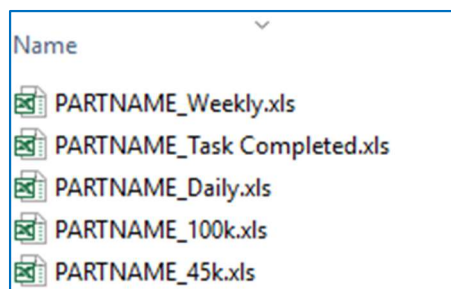 Name
PARTNAME_Weekly.xls
PARTNAME_Task Completed.xls
PARTNAME_Daily.xls
PARTNAME_100k.xls
PARTNAME_45k.xls